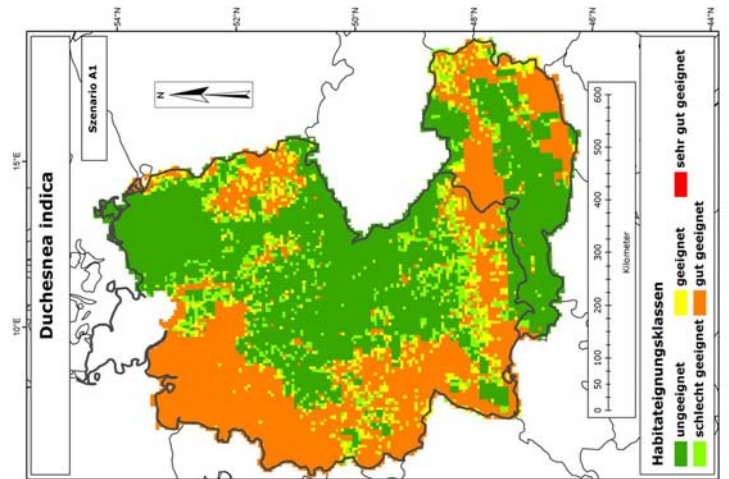 Duchesnea indica
Szenario A1
10°E
15°E
N
54°N
52°N
50°N
48°N
46°N
44°N
0 50 100 200 300 400 500 600
Kilometer
Habitateignungsklassen
ungeeignet
schlecht geeignet
geeignet
gut geeignet
sehr gut geeignet